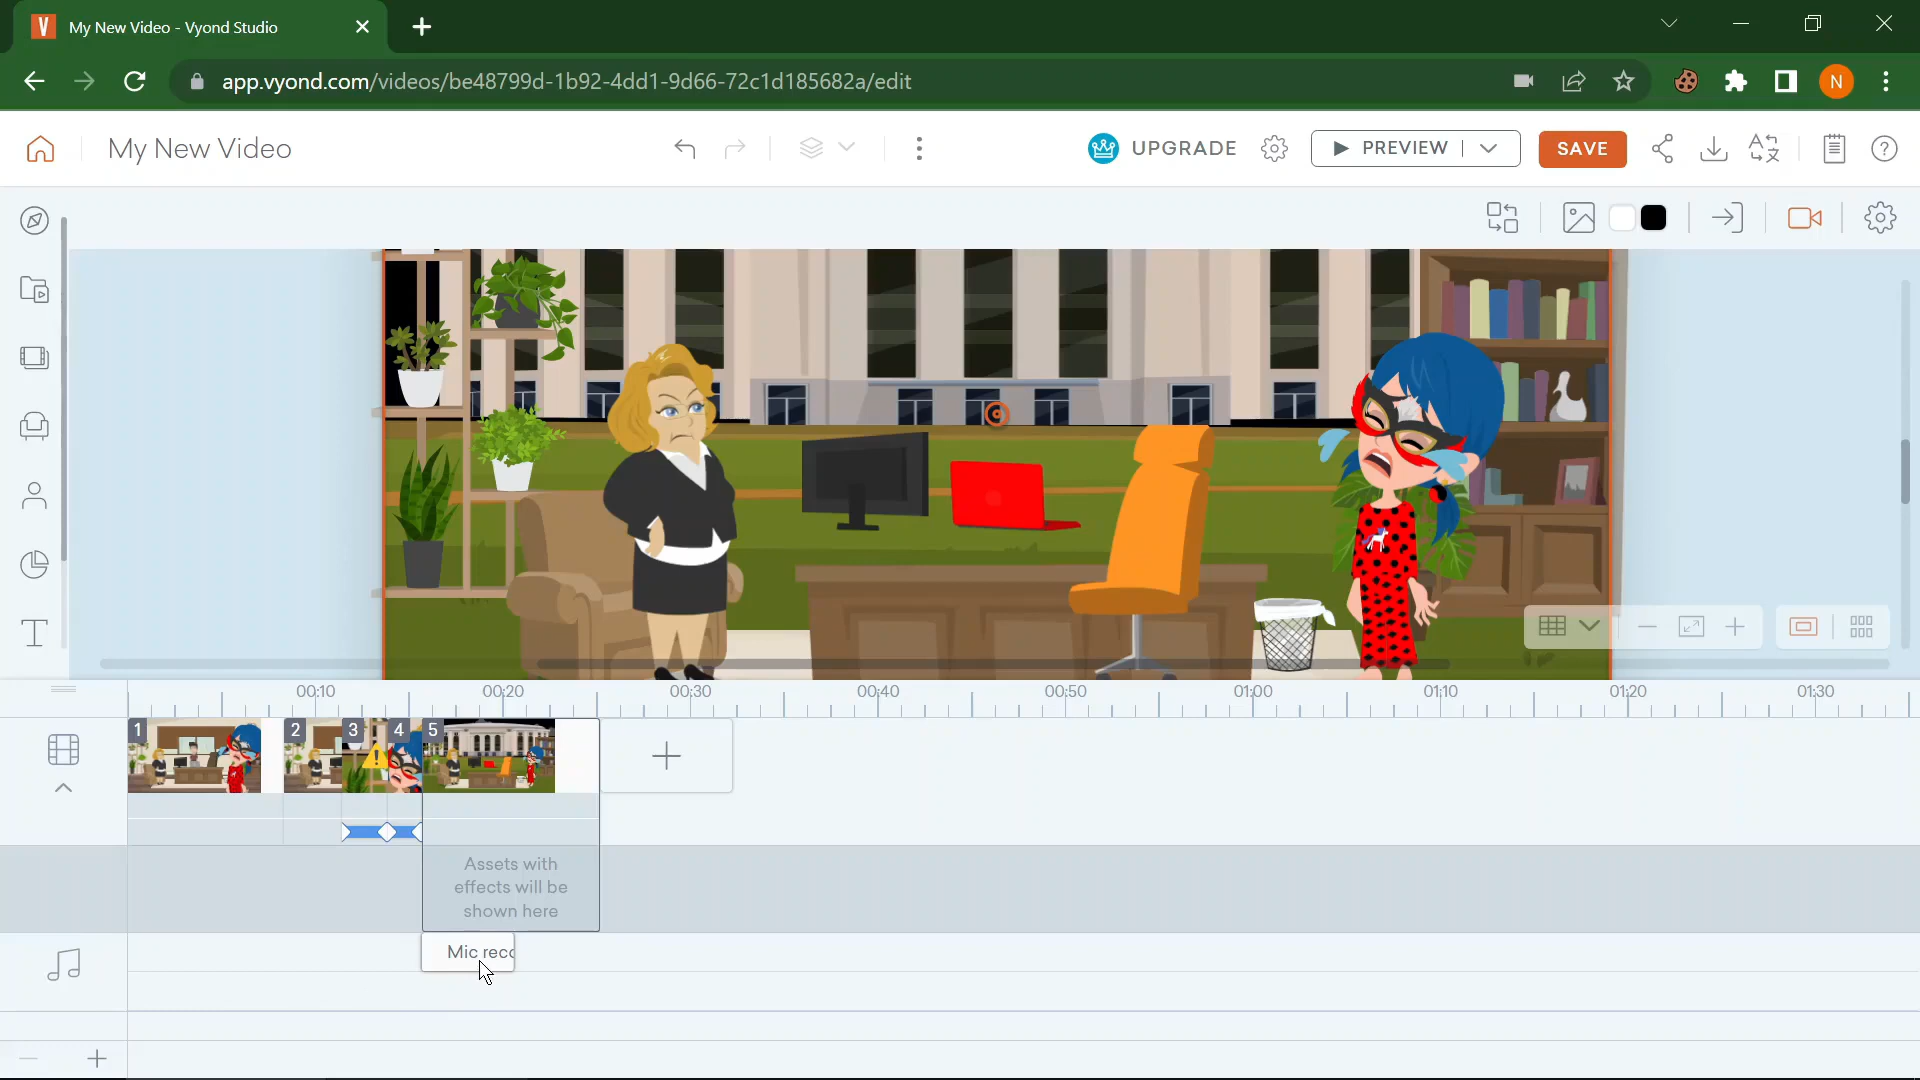 My New Video - Vyond Studio
app.vyond.com/videos/be48799d-1b92-4dd1-9d66-72c1d185682a/edit
N
My New Video
UPGRADE
PREVIEW
SAVE
00:10 00:20 00:30 00:40 00:50 01:00 01:10 01:20 01:30
1 2 3 4 5
Assets with
effects will be
shown here
Mic reco